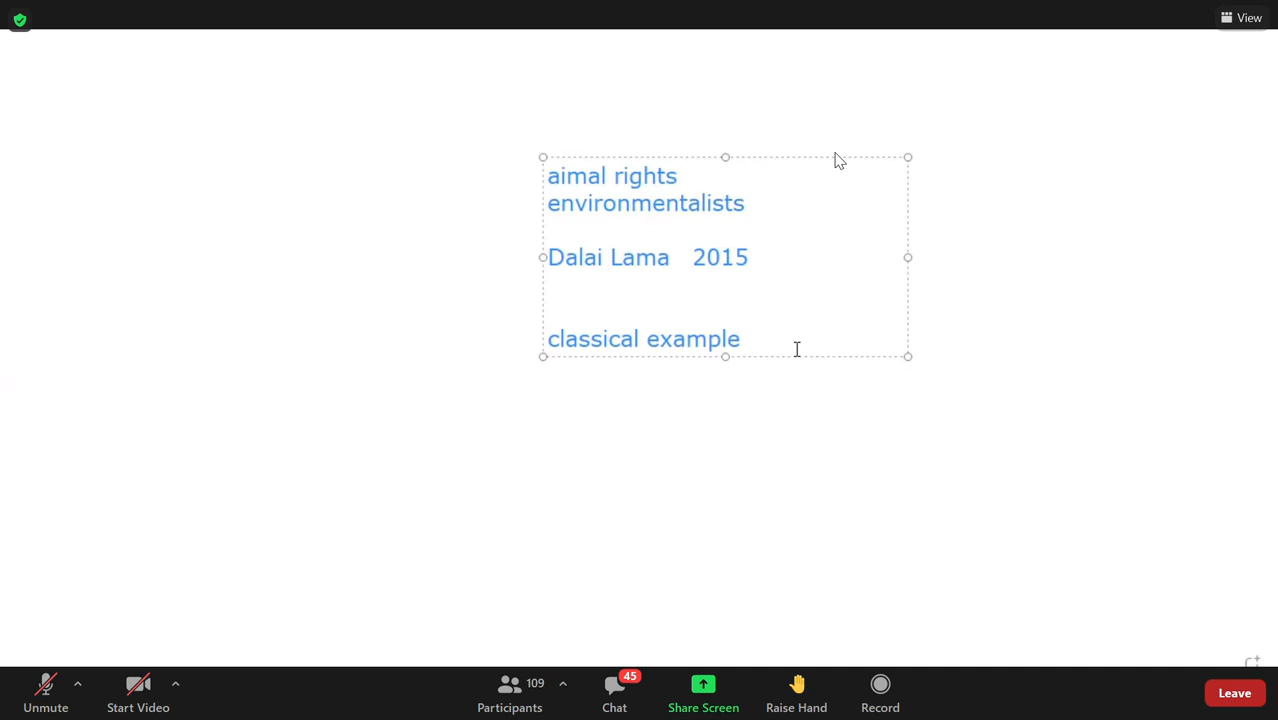 View
aimal rights
environmentalists
Dalai Lama 2015
classical example
Unmute
Start Video
109
Participants
45
Chat
Share Screen
Raise Hand
Record
Leave